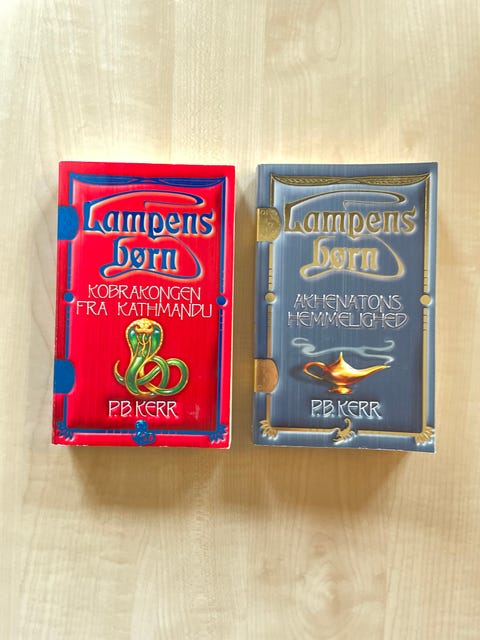 Lampens
børn
KOBRAKONGEN
FRA KATHMANDU
P.B. KERR
Lampens
børn
AKHENATONS
HEMMELIGHED
P.B. KERR